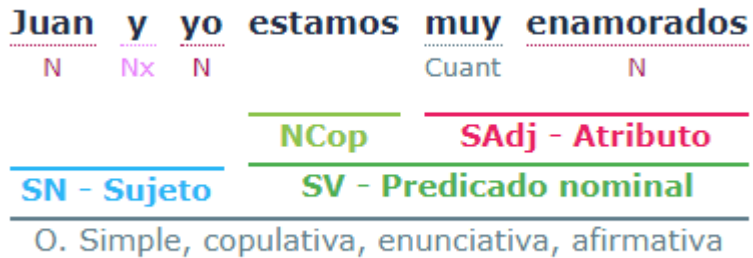 Juan y yo estamos muy enamorados
N Nx N Cuant N
NCop SAdj - Atributo
SN - Sujeto SV - Predicado nominal
O. Simple, copulativa, enunciativa, afirmativa